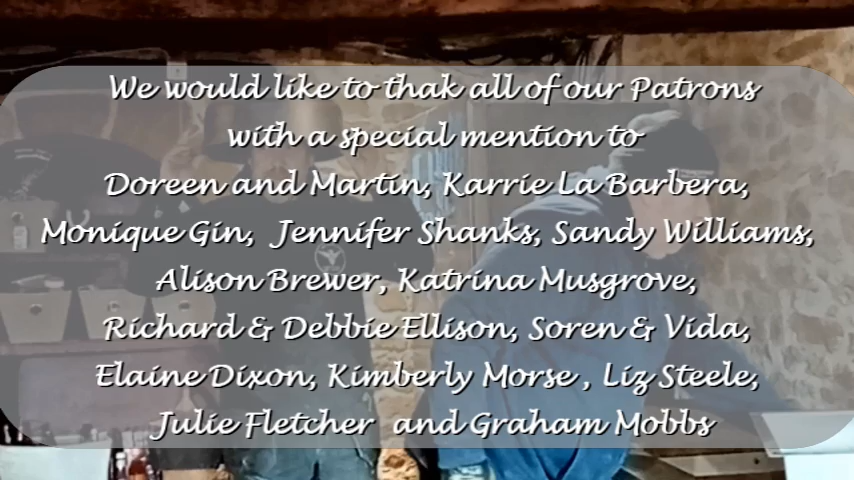 We would like to thak all of our Patrons
with a special mention to
Doreen and Martin, Karrie La Barbera,
Monique Gin, Jennifer Shanks, Sandy Williams,
Alison Brewer, Katrina Musgrove,
Richard & Debbie Ellison, Soren & Vida,
Elaine Dixon, Kimberly Morse , Liz Steele,
Julie Fletcher and Graham Mobbs